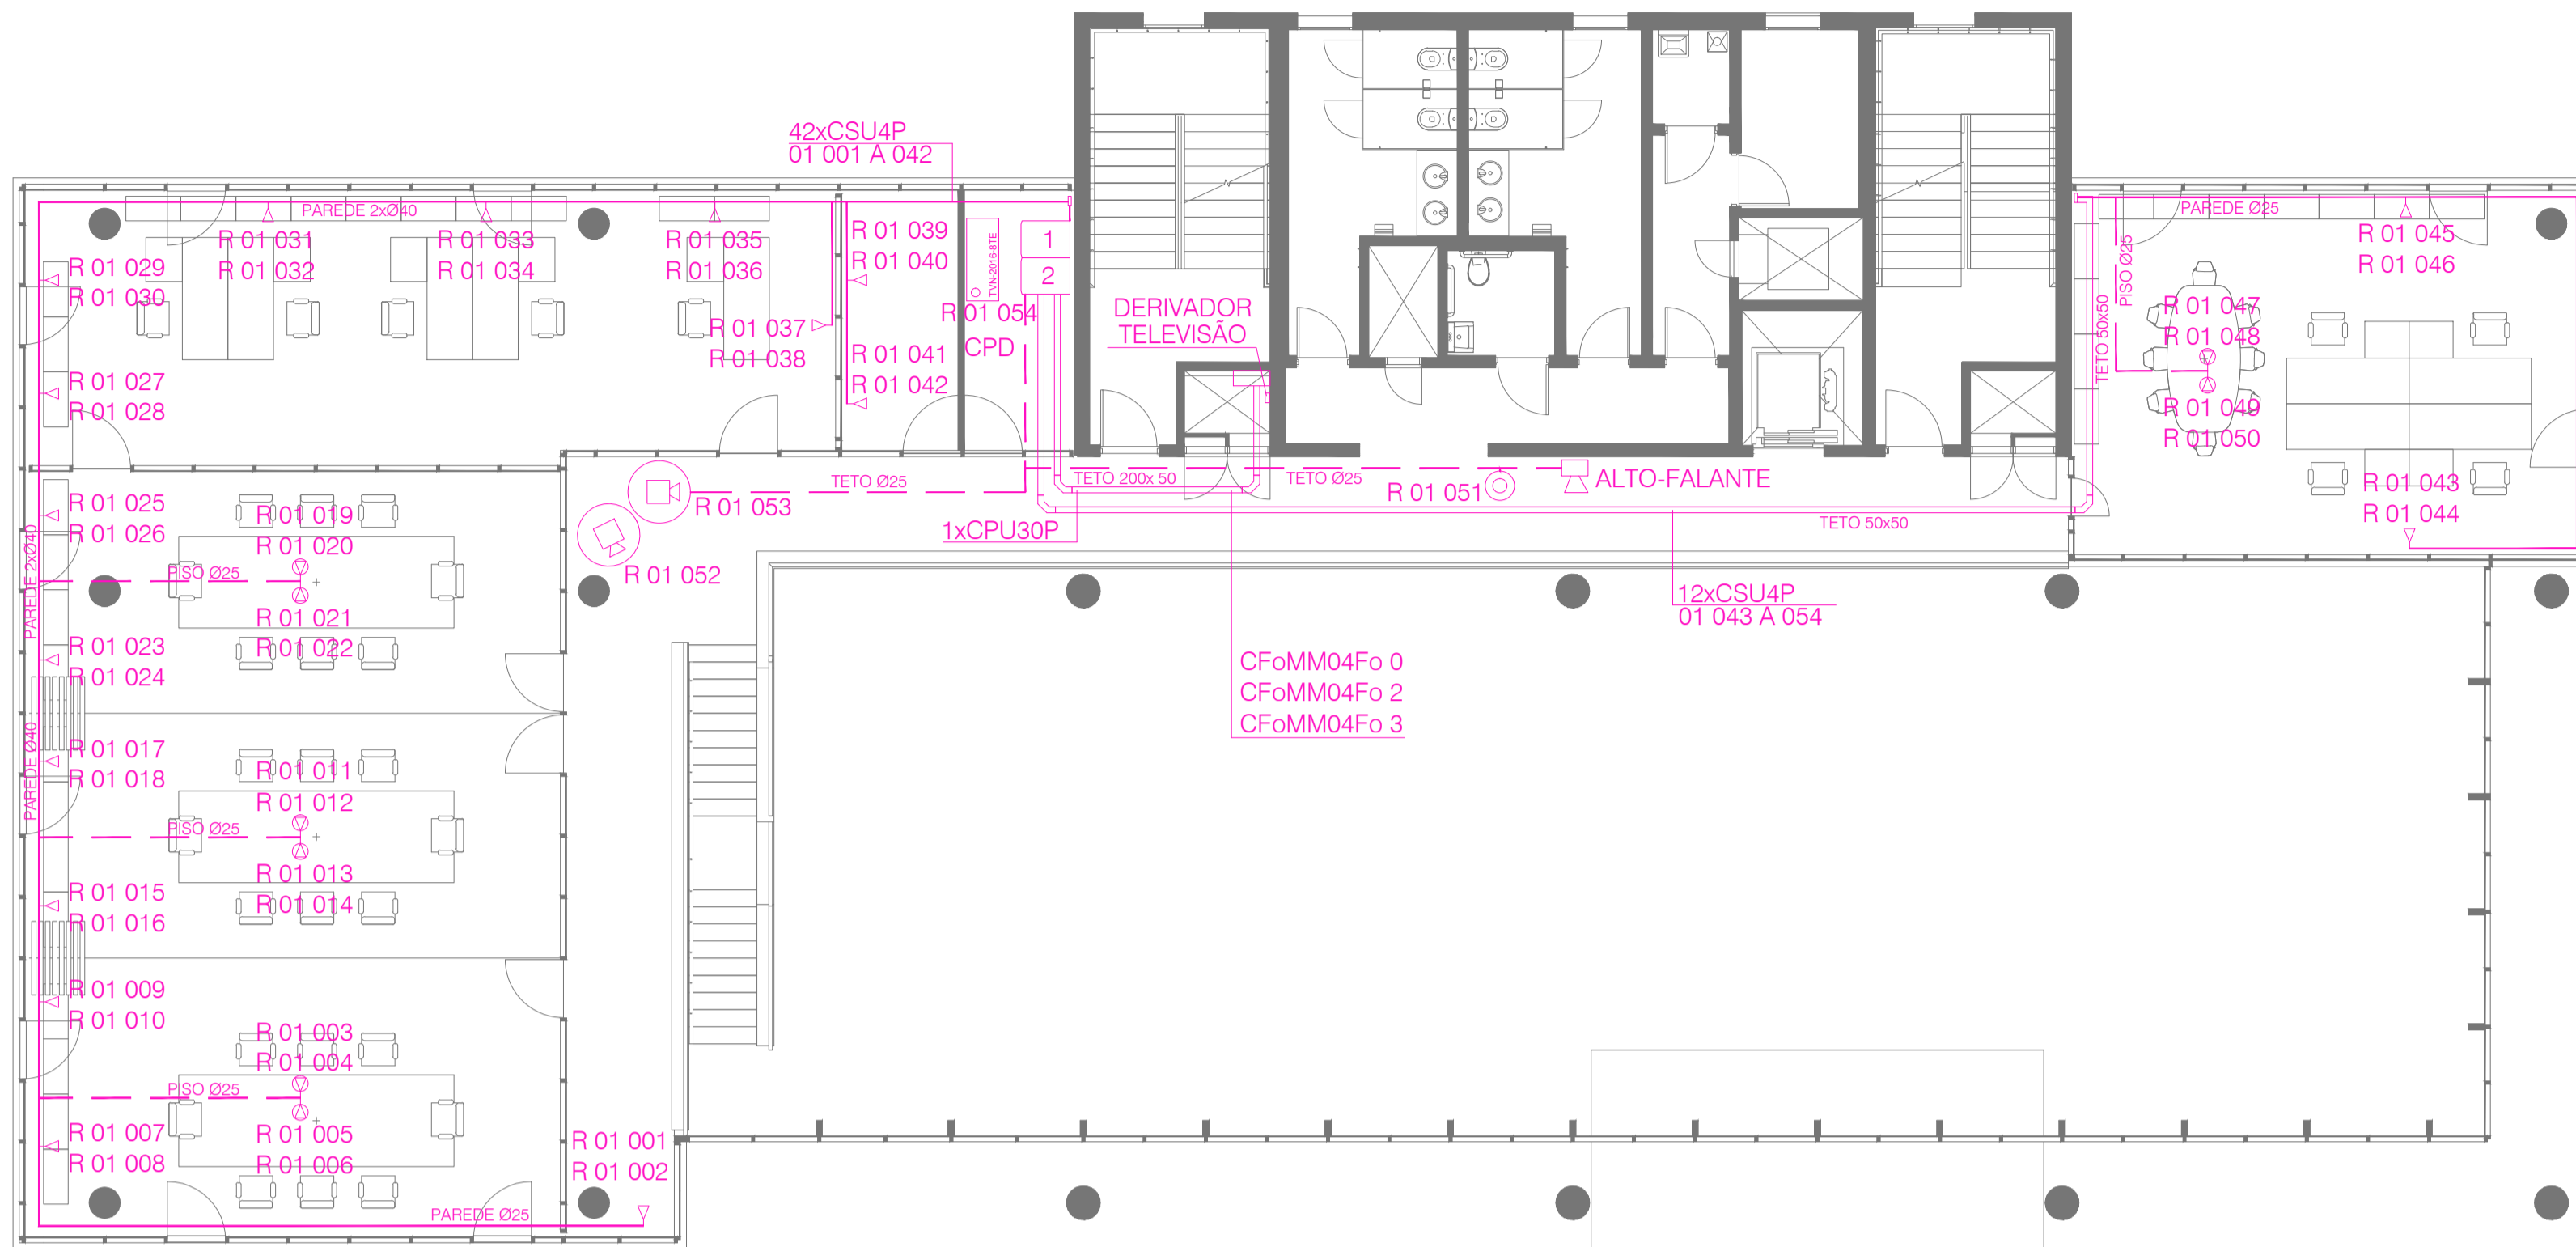 42xCSU4P
01 001 A 042
PAREDE 2xØ40
R 01 031
R 01 032
R 01 033
R 01 034
R 01 035
R 01 036
R 01 039
R 01 040
1
2
TVN-2016-8TE
R 01 029
R 01 030
R 01 037
R 01 038
R 01 054
CPD
R 01 041
R 01 042
DERIVADOR
TELEVISÃO
R 01 027
R 01 028
PAREDE Ø25
R 01 045
R 01 046
PISO Ø25
TETO 50x50
R 01 047
R 01 048
R 01 049
R 01 050
R 01 043
R 01 044
R 01 025
R 01 026
R 01 019
R 01 020
PAREDE 2xØ40
PISO Ø25
R 01 021
R 01 022
R 01 023
R 01 024
R 01 053
TETO Ø25
R 01 052
TETO 200x 50
TETO Ø25
R 01 051
ALTO-FALANTE
1xCPU30P
TETO 50x50
12xCSU4P
01 043 A 054
CFoMM04Fo 0
CFoMM04Fo 2
CFoMM04Fo 3
PAREDE Ø40
R 01 017
R 01 018
R 01 011
R 01 012
PISO Ø25
R 01 013
R 01 014
R 01 015
R 01 016
R 01 009
R 01 010
R 01 003
R 01 004
PISO Ø25
R 01 005
R 01 006
R 01 007
R 01 008
R 01 001
R 01 002
PAREDE Ø25